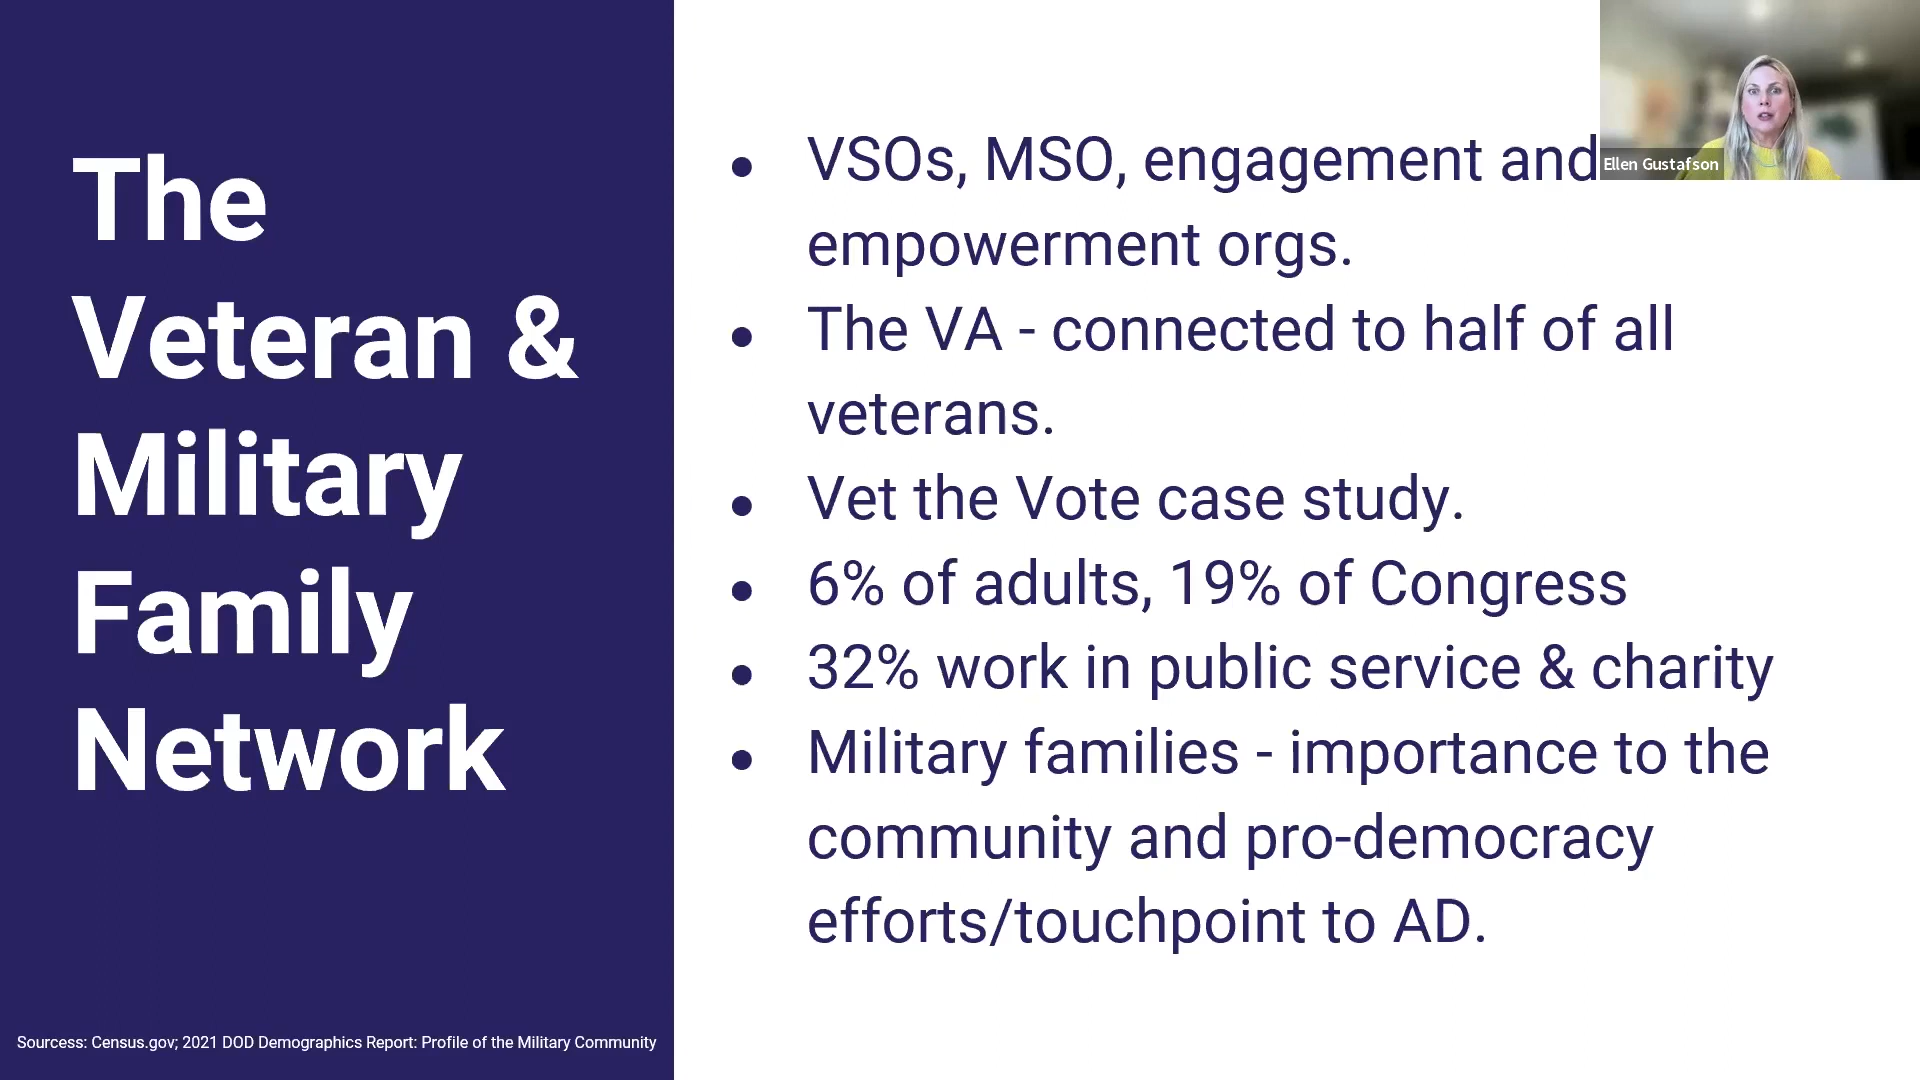 The
Veteran &
Military
Family
Network
Sourcess: Census.gov; 2021 DOD Demographics Report: Profile of the Military Community
● VSOs, MSO, engagement and
empowerment orgs.
● The VA - connected to half of all
veterans.
● Vet the Vote case study.
● 6% of adults, 19% of Congress
● 32% work in public service & charity
● Military families - importance to the
community and pro-democracy
efforts/touchpoint to AD.
Ellen Gustafson